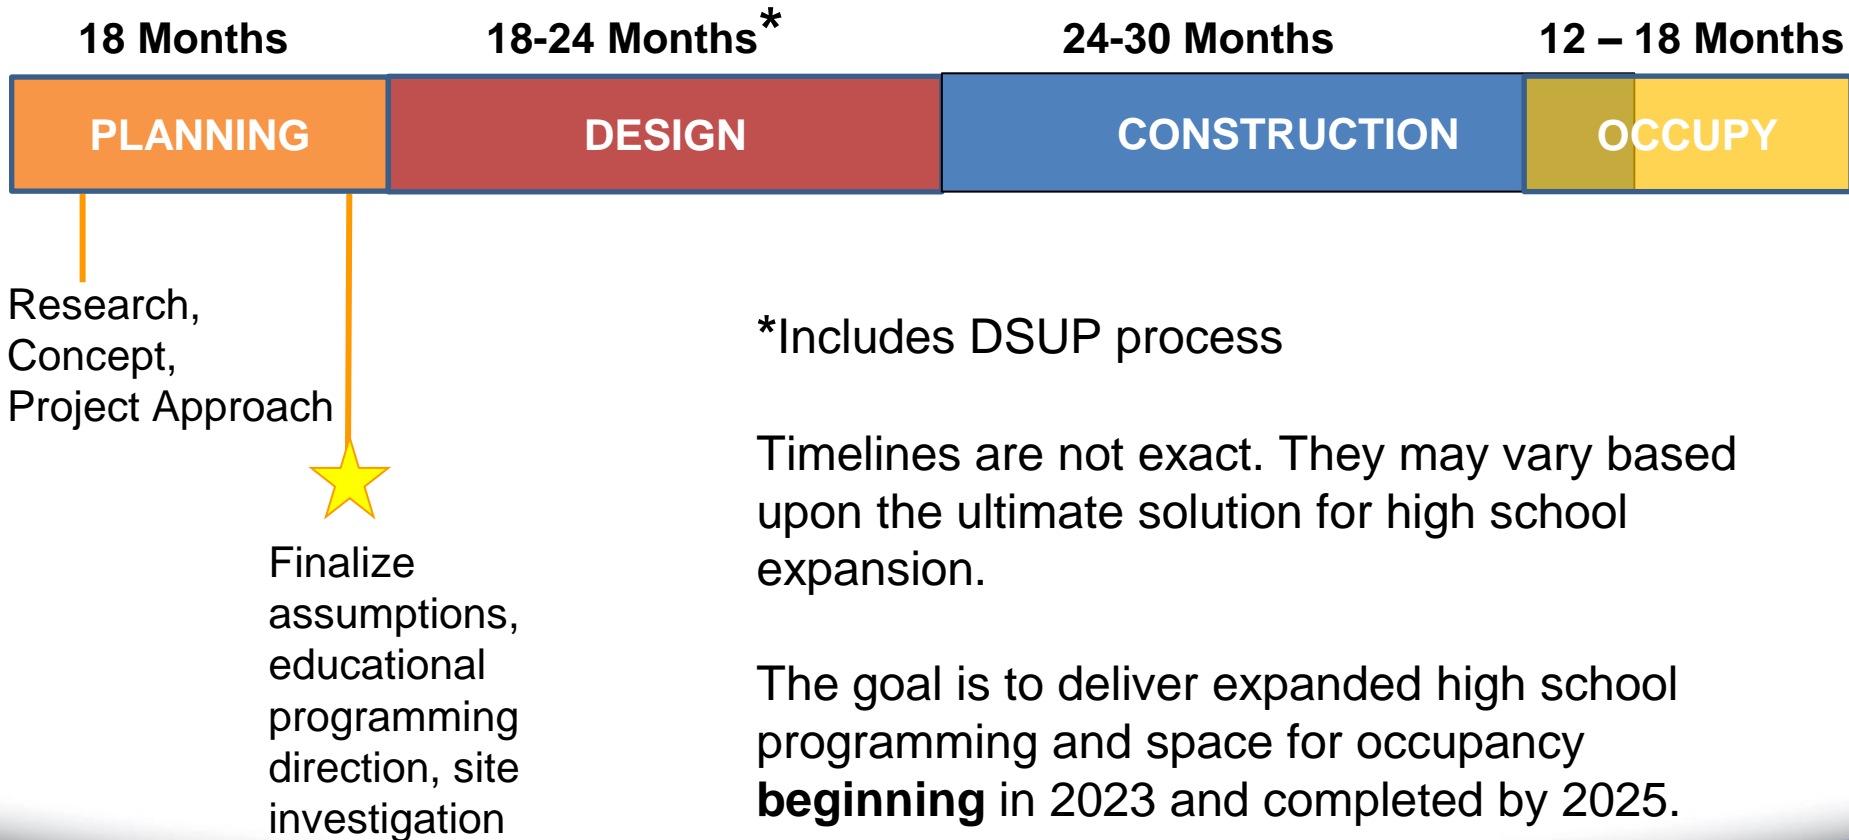 18 Months
18-24 Months*
24-30 Months
12 – 18 Months
PLANNING
DESIGN
CONSTRUCTION
OCCUPY
Research,
Concept,
Project Approach
Finalize
assumptions,
educational
programming
direction, site
investigation
*Includes DSUP process
Timelines are not exact. They may vary based
upon the ultimate solution for high school
expansion.
The goal is to deliver expanded high school
programming and space for occupancy
beginning in 2023 and completed by 2025.